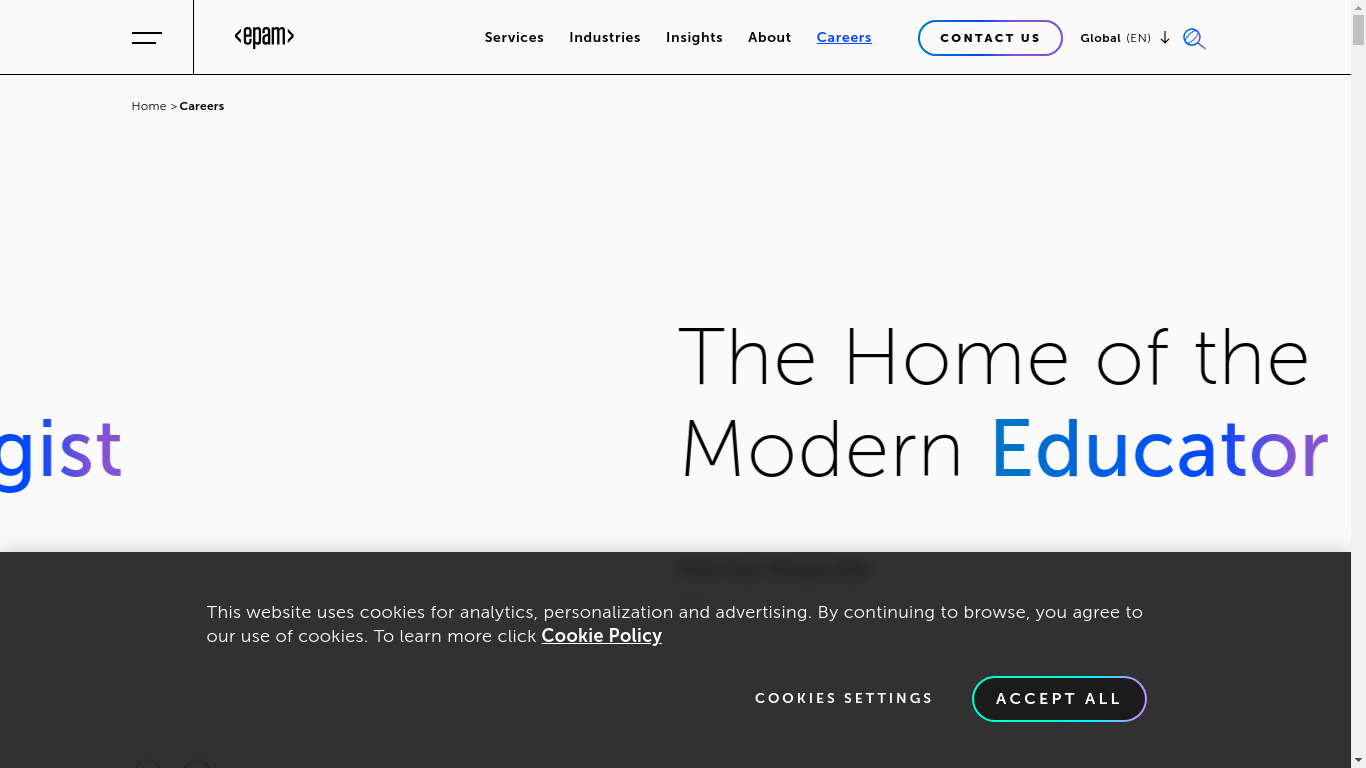 <epam>
Services
Industries
Insights
About
Careers
CONTACT US
Global (EN)
Home > Careers
The Home of the
gist
Modern Educator
This website uses cookies for analytics, personalization and advertising. By continuing to browse, you agree to
our use of cookies. To learn more click Cookie Policy
COOKIES SETTINGS
ACCEPT ALL